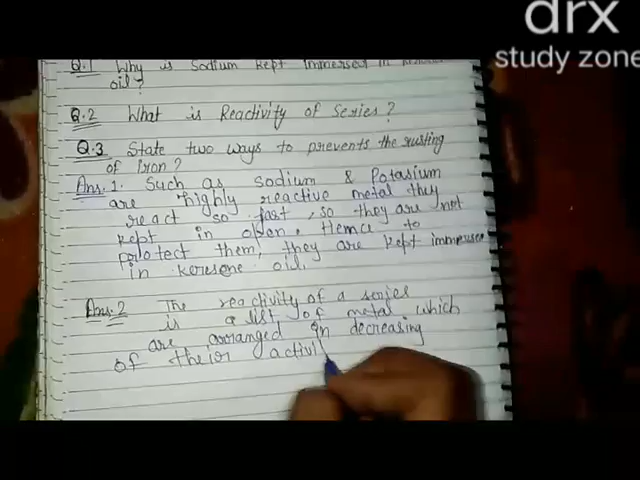 drx
study zone
Q.1 Why is Sodium kept immersed in
oil?
Q.2 What is Reactivity of Series?
Q.3 State two ways to prevents the rusting
of Iron?
Ans.1. Such as sodium & Potasium
are highly reactive metal they
react so fast, so they are not
kept in open. Hence to
protect them, they are kept immerse
in keresene oil.
Ans.2 The reactivity of a series
is a list of metal which
are arranged in decreasing
of their activi